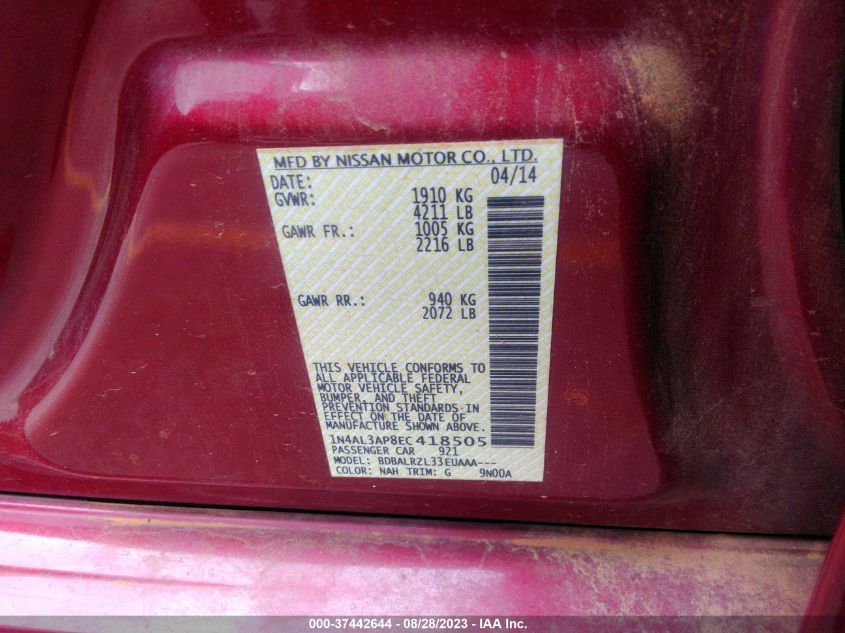 MFD BY NISSAN MOTOR CO., LTD.
DATE: 04/14
GVWR: 1910 KG
4211 LB
GAWR FR.: 1005 KG
2216 LB
GAWR RR.: 940 KG
2072 LB
THIS VEHICLE CONFORMS TO
ALL APPLICABLE FEDERAL
MOTOR VEHICLE SAFETY,
BUMPER, AND THEFT
PREVENTION STANDARDS IN
EFFECT ON THE DATE OF
MANUFACTURE SHOWN ABOVE.
1N4AL3AP8EC418505
PASSENGER CAR 921
MODEL: BDBALRZL33EUAAA---
COLOR: NAH TRIM: G 9N00A
000-37442644 - 08/28/2023 - IAA Inc.